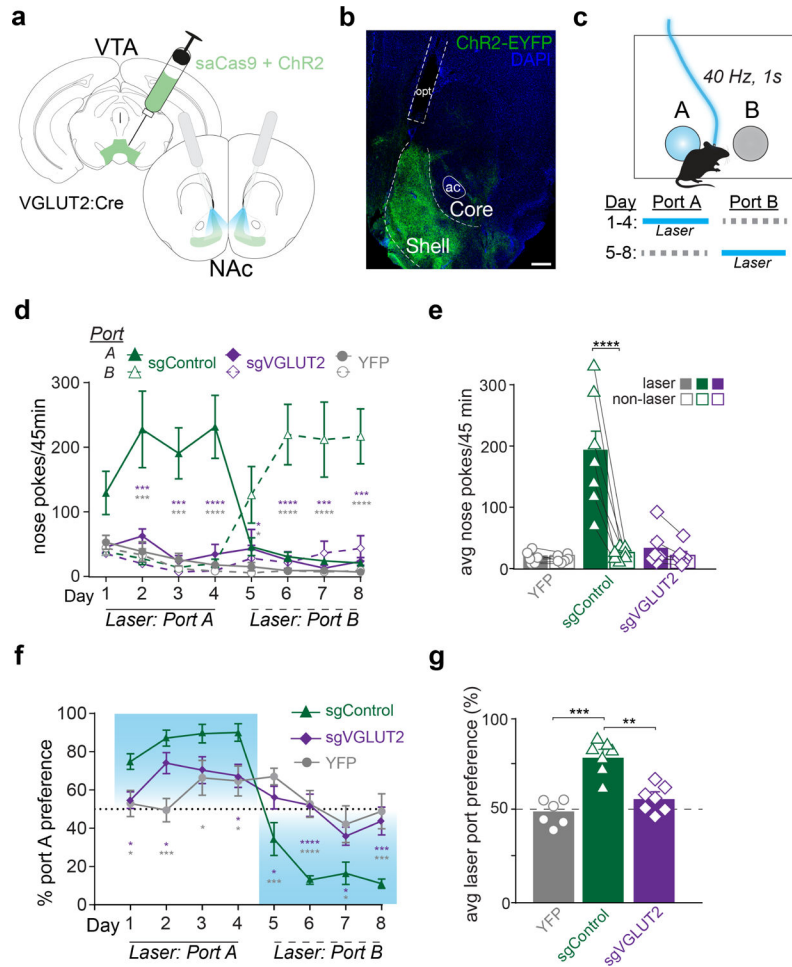 a
VTA
saCas9 + ChR2
VGLUT2:Cre
NAc
b
ChR2-EYFP
DAPI
opt
ac
Core
Shell
c
40 Hz, 1s
A
B
Day Port A Port B
1-4:
Laser
5-8:
Laser
d
Port
A
B
sgControl
sgVGLUT2
YFP
nose pokes/45min
300
200
100
0
*** *** **** * **** *** ***
*** *** **** * **** **** ****
Day 1 2 3 4 5 6 7 8
Laser: Port A Laser: Port B
e
****
laser
non-laser
avg nose pokes/45 min
300
200
100
0
YFP
sgControl
sgVGLUT2
f
sgControl
sgVGLUT2
YFP
% port A preference
100
80
60
40
20
0
* * * * **** * ***
* *** * * *** **** * ***
Day 1 2 3 4 5 6 7 8
Laser: Port A Laser: Port B
g
*** **
avg laser port preference (%)
100
50
0
YFP
sgControl
sgVGLUT2